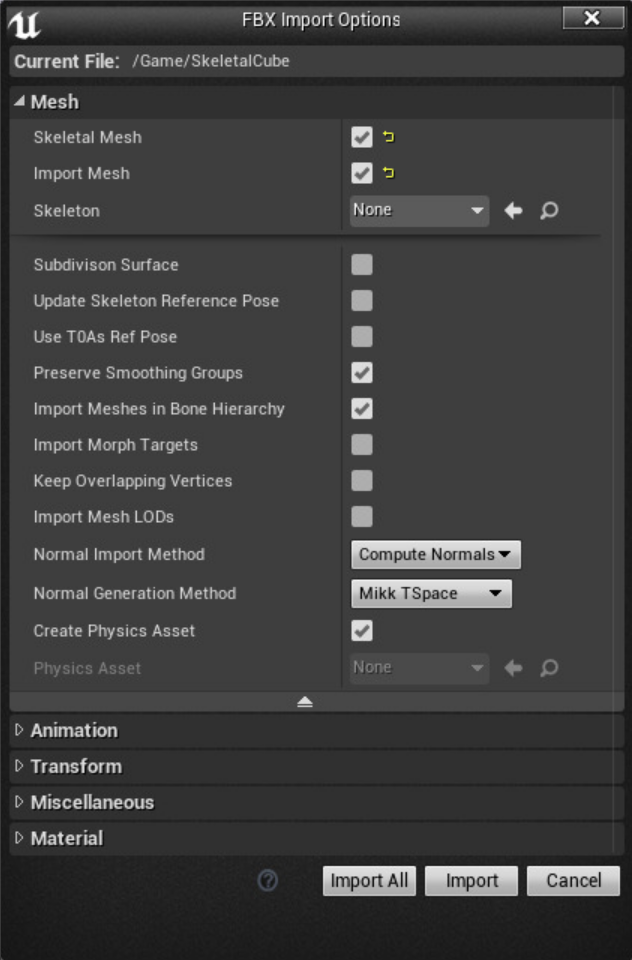 FBX Import Options
Current File: /Game/SkeletalCube
Mesh
Skeletal Mesh
Import Mesh
Skeleton None
Subdivison Surface
Update Skeleton Reference Pose
Use T0As Ref Pose
Preserve Smoothing Groups
Import Meshes in Bone Hierarchy
Import Morph Targets
Keep Overlapping Vertices
Import Mesh LODs
Normal Import Method Compute Normals
Normal Generation Method Mikk TSpace
Create Physics Asset
Physics Asset None
Animation
Transform
Miscellaneous
Material
Import All Import Cancel